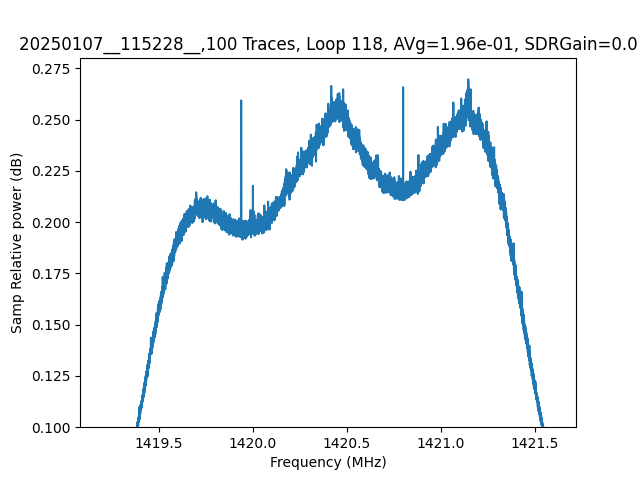 20250107__115228__,100 Traces, Loop 118, AVg=1.96e-01, SDRGain=0.0
0.275
0.250
0.225
0.200
0.175
0.150
0.125
0.100
Samp Relative power (dB)
1419.5 1420.0 1420.5 1421.0 1421.5
Frequency (MHz)